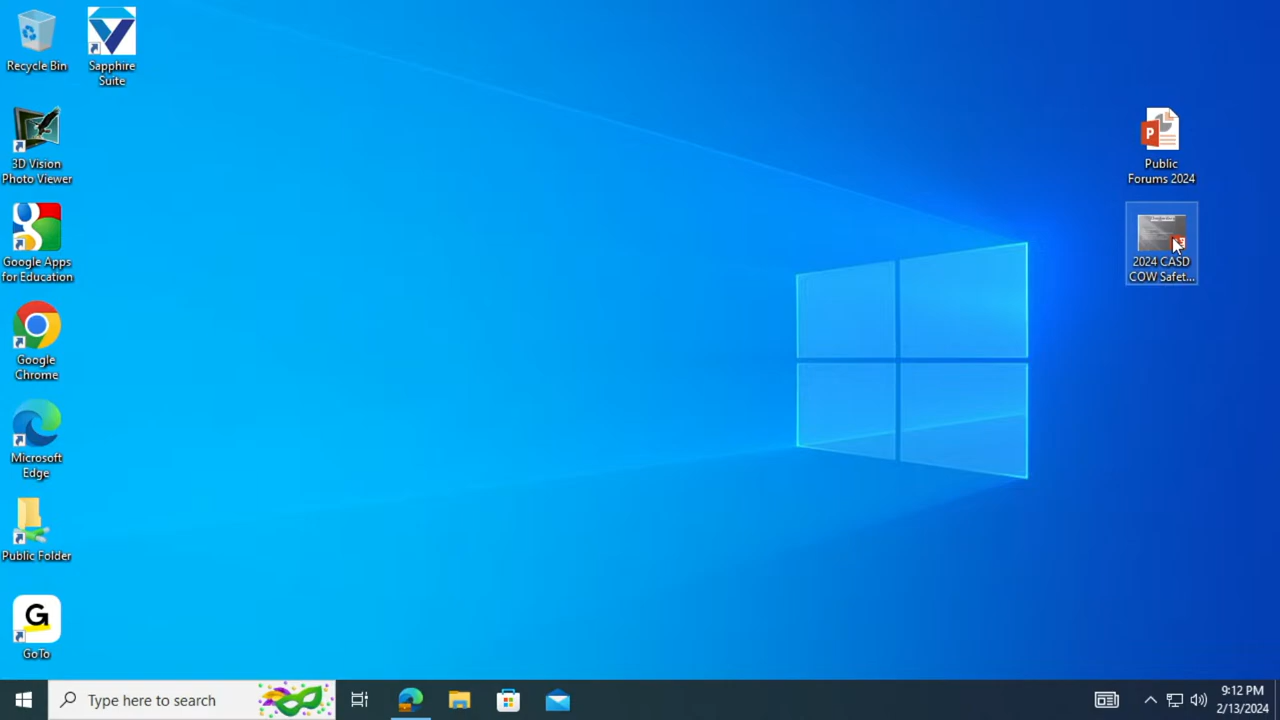 Recycle Bin
Sapphire
Suite
3D Vision
Photo Viewer
Google Apps
for Education
Google
Chrome
Microsoft
Edge
Public Folder
G
GoTo
P
Public
Forums 2024
2024 CASD
COW Safet...
Type here to search
9:12 PM
2/13/2024